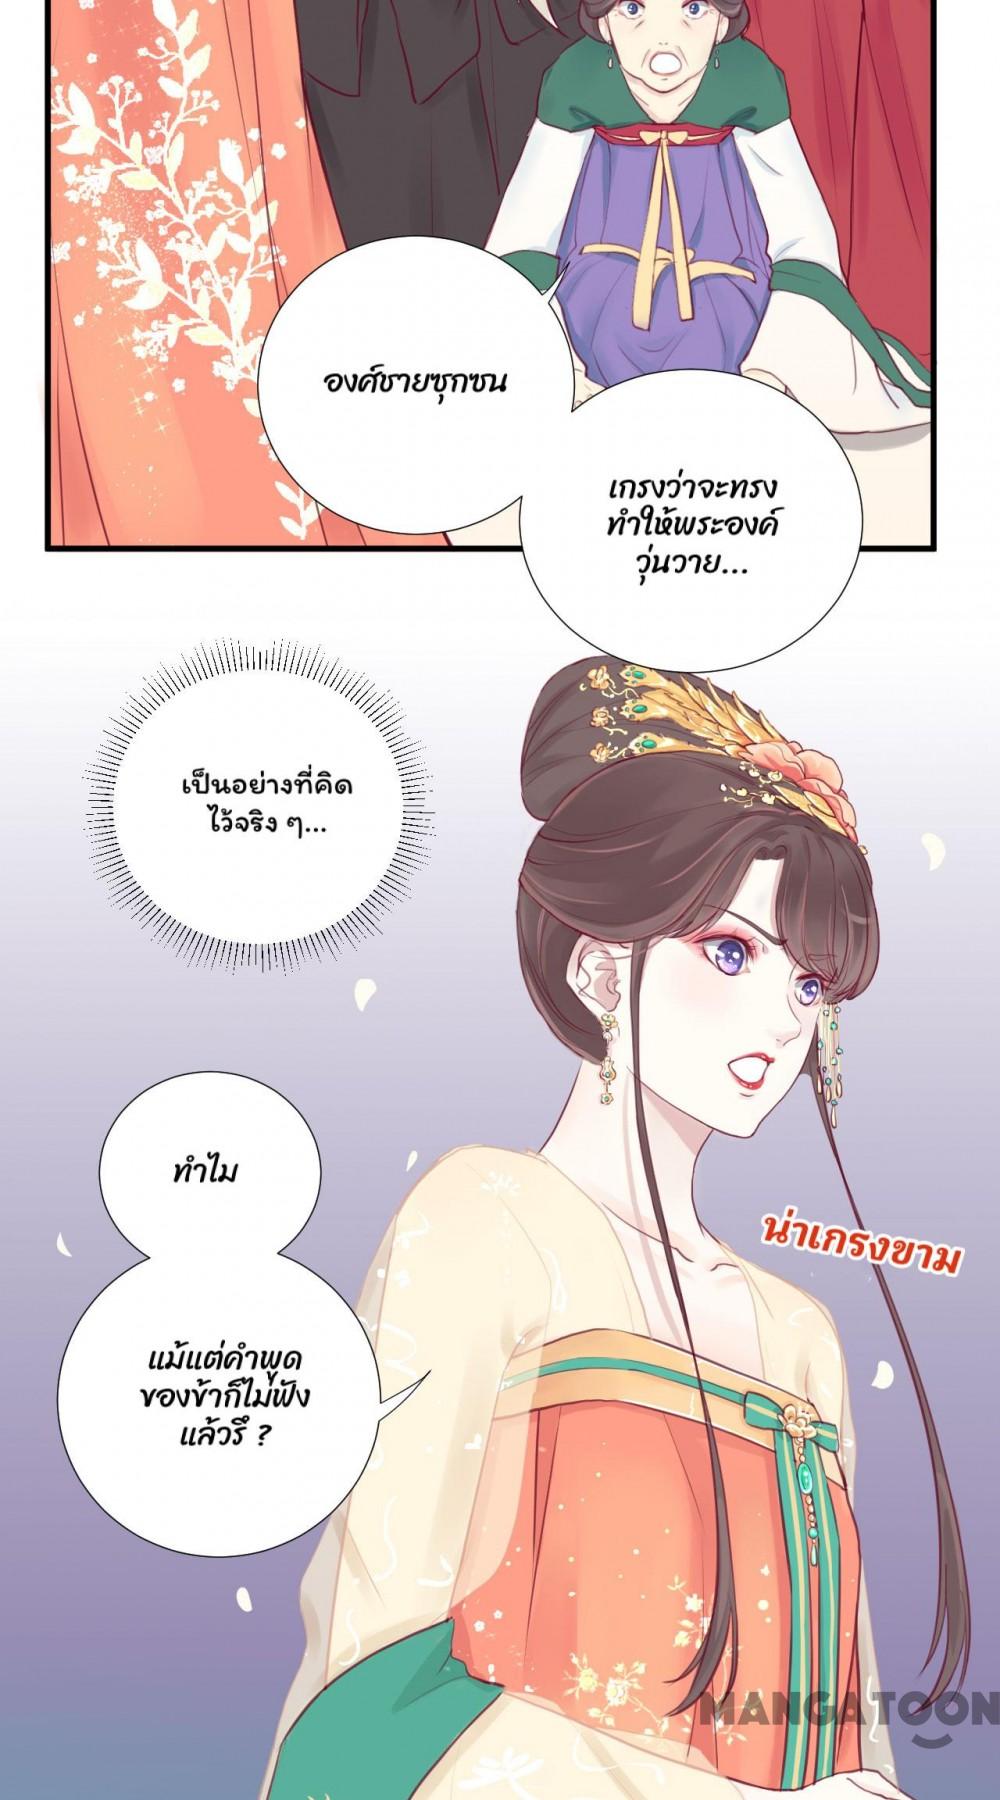 องค์ชายซุกซน
เกรงว่าจะทรง
ทำให้พระองค์
วุ่นวาย...
เป็นอย่างที่คิด
ไว้จริง ๆ...
ทำไม
น่าเกรงขาม
แม้แต่คำพูด
ของข้าก็ไม่ฟัง
แล้วรึ ?
MANGATOON